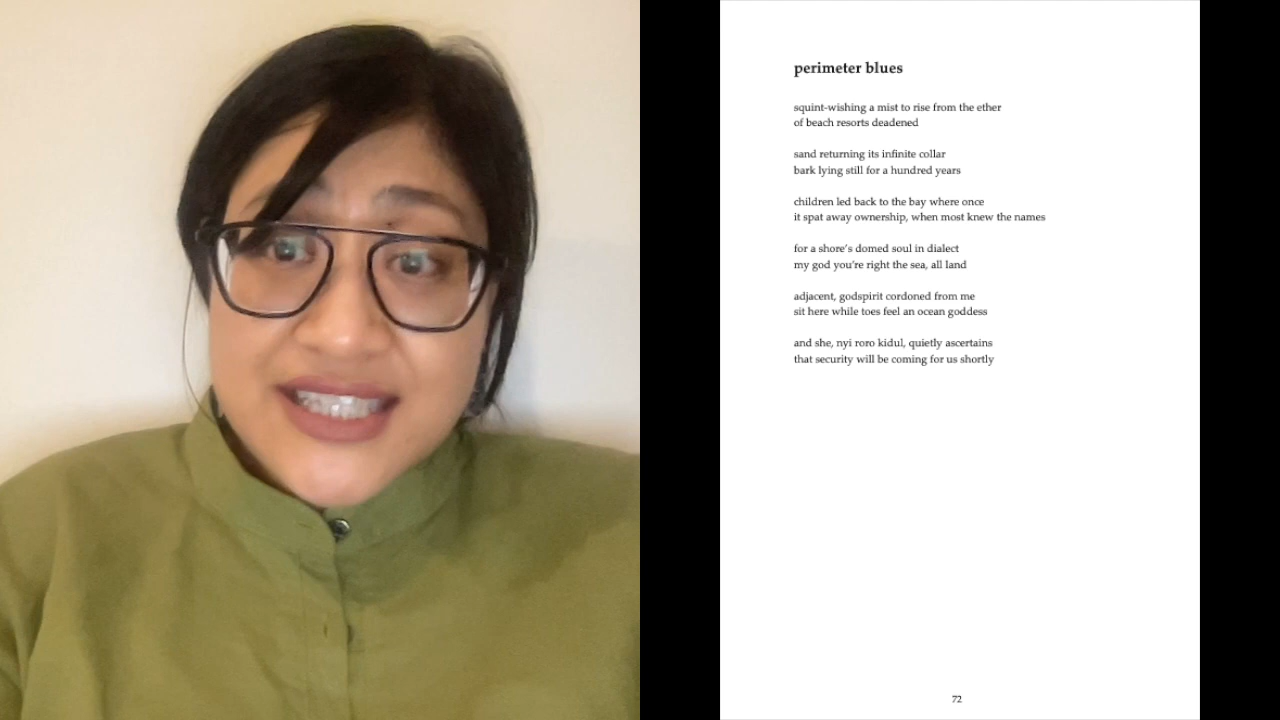 perimeter blues
squint-wishing a mist to rise from the ether
of beach resorts deadened
sand returning its infinite collar
bark lying still for a hundred years
children led back to the bay where once
it spat away ownership, when most knew the names
for a shore's domed soul in dialect
my god you're right the sea, all land
adjacent, godspirit cordoned from me
sit here while toes feel an ocean goddess
and she, nyi roro kidul, quietly ascertains
that security will be coming for us shortly
72